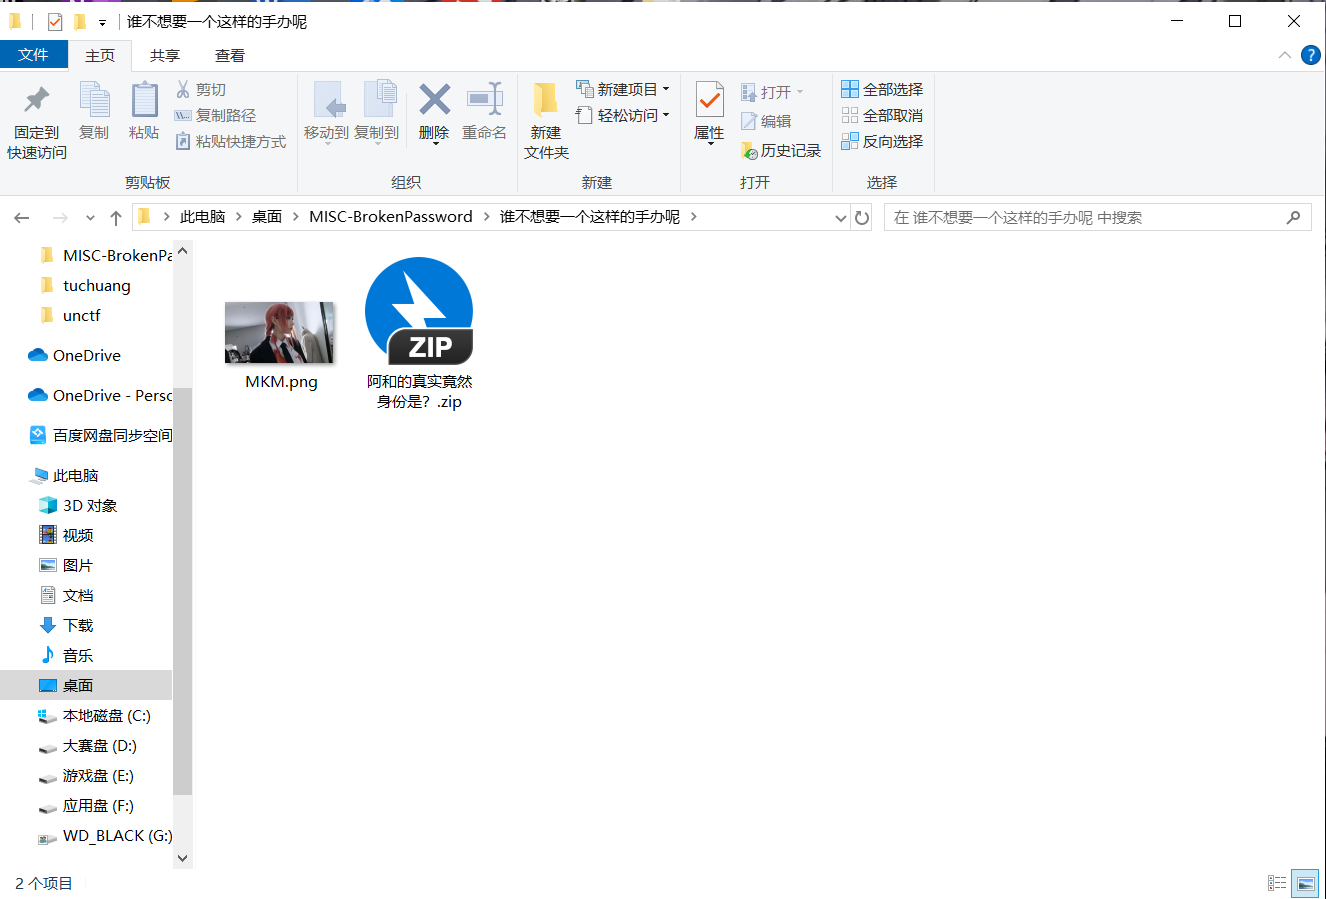 谁不想要一个这样的手办呢
文件 主页 共享 查看
固定到
快速访问
复制
粘贴
剪切
复制路径
粘贴快捷方式
剪贴板
移动到
复制到
删除
重命名
组织
新建
文件夹
新建项目
轻松访问
新建
属性
打开
编辑
历史记录
打开
全部选择
全部取消
反向选择
选择
此电脑 桌面 MISC-BrokenPassword 谁不想要一个这样的手办呢
在 谁不想要一个这样的手办呢 中搜索
MISC-BrokenPa
tuchuang
unctf
OneDrive
OneDrive - Perso
百度网盘同步空间
此电脑
3D 对象
视频
图片
文档
下载
音乐
桌面
本地磁盘 (C:)
大赛盘 (D:)
游戏盘 (E:)
应用盘 (F:)
WD_BLACK (G:)
MKM.png
ZIP
阿和的真实竟然
身份是？.zip
2 个项目